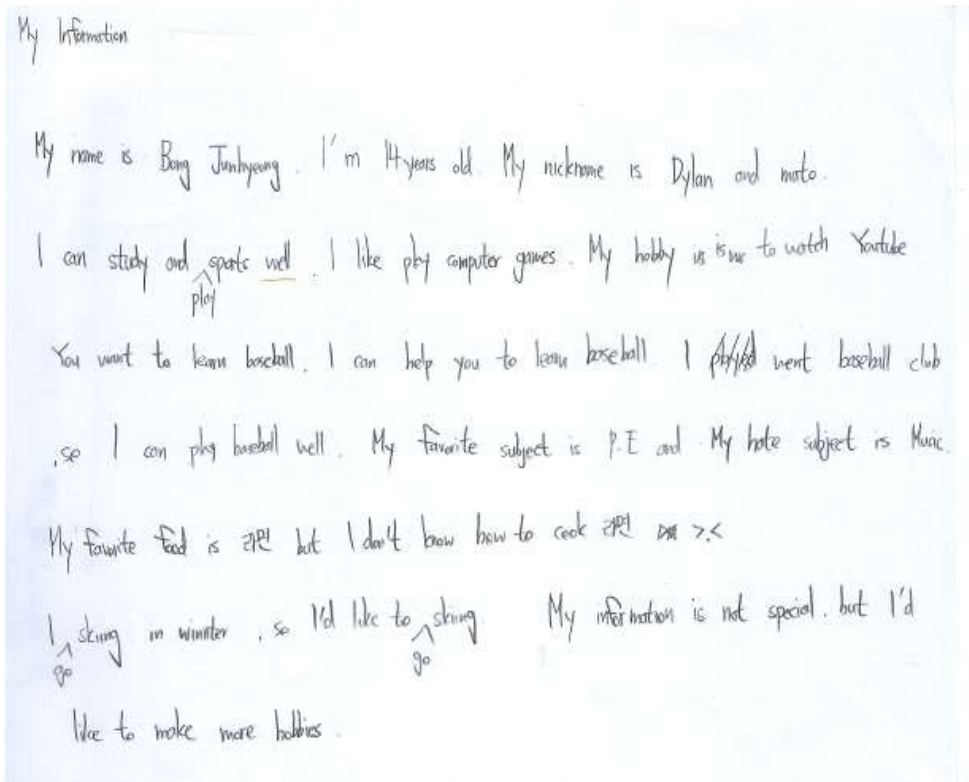 My Information
My name is Bong Junhyeong. I'm 14 years old. My nickname is Dylan and moto.
I can study and play sports well. I like play computer games. My hobby is to watch Youtube
You want to learn baseball. I can help you to learn baseball. I went baseball club
,so I can play baseball well. My favorite subject is P.E and My hate subject is Music.
My favorite food is 라면 but I don't know how to cook 라면 >.<
I go skiing in winster, so I'd like to go skiing My information is not special. but I'd
like to make more hobbies.